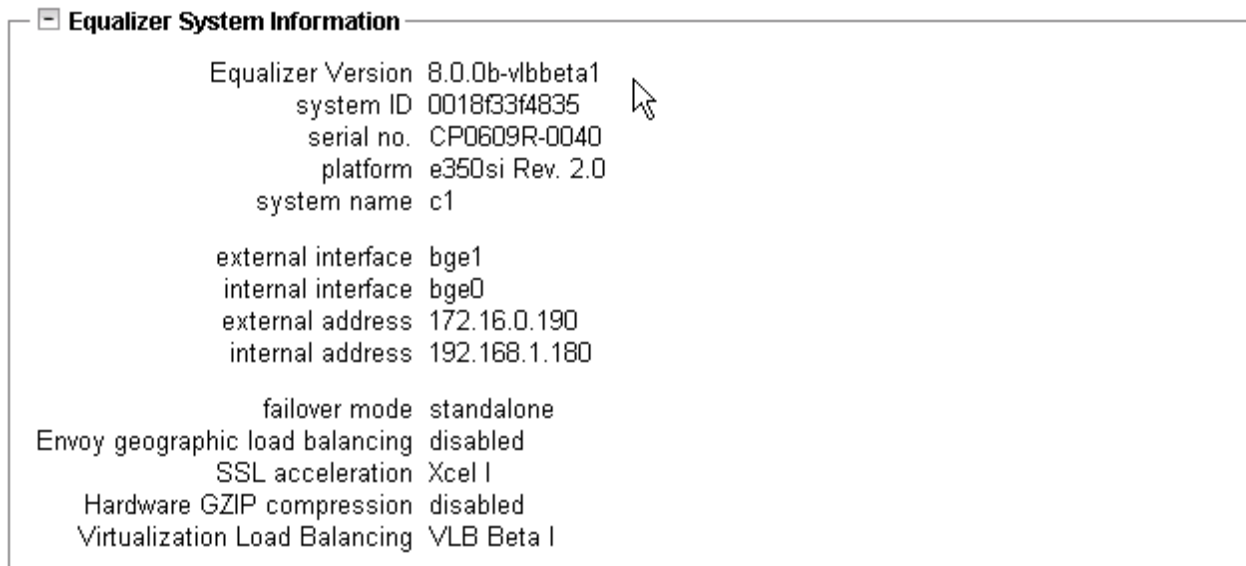 Equalizer System Information
Equalizer Version 8.0.0b-vlbbeta1
system ID 0018f33f4835
serial no. CP0609R-0040
platform e350si Rev. 2.0
system name c1
external interface bge1
internal interface bge0
external address 172.16.0.190
internal address 192.168.1.180
failover mode standalone
Envoy geographic load balancing disabled
SSL acceleration Xcel I
Hardware GZIP compression disabled
Virtualization Load Balancing VLB Beta I